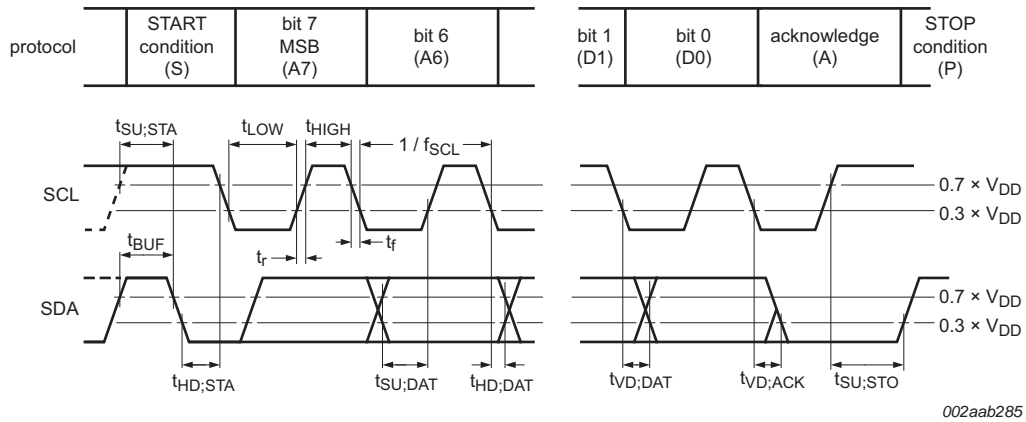 protocol
START
condition
(S)
bit 7
MSB
(A7)
bit 6
(A6)
bit 1
(D1)
bit 0
(D0)
acknowledge
(A)
STOP
condition
(P)
tSU;STA
tLOW
tHIGH
1 / fSCL
SCL
0.7 × VDD
0.3 × VDD
tBUF
tr
tf
SDA
0.7 × VDD
0.3 × VDD
tHD;STA
tSU;DAT
tHD;DAT
tVD;DAT
tVD;ACK
tSU;STO
002aab285